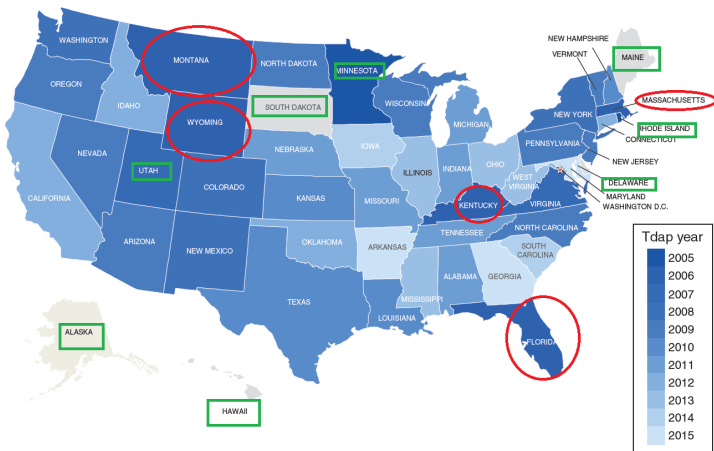 WASHINGTON
MONTANA
NORTH DAKOTA
MINNESOTA
NEW HAMPSHIRE
VERMONT
MAINE
OREGON
IDAHO
WYOMING
SOUTH DAKOTA
WISCONSIN
MICHIGAN
NEW YORK
MASSACHUSETTS
RHODE ISLAND
CONNECTICUT
NEVADA
UTAH
NEBRASKA
IOWA
ILLINOIS
INDIANA
OHIO
PENNSYLVANIA
NEW JERSEY
CALIFORNIA
COLORADO
KANSAS
MISSOURI
KENTUCKY
WEST
VIRGINIA
VIRGINIA
DELAWARE
MARYLAND
WASHINGTON D.C.
ARIZONA
NEW MEXICO
OKLAHOMA
ARKANSAS
TENNESSEE
NORTH CAROLINA
SOUTH
CAROLINA
TEXAS
LOUISIANA
MISSISSIPPI
ALABAMA
GEORGIA
FLORIDA
ALASKA
HAWAII
Tdap year
2005
2006
2007
2008
2009
2010
2011
2012
2013
2014
2015